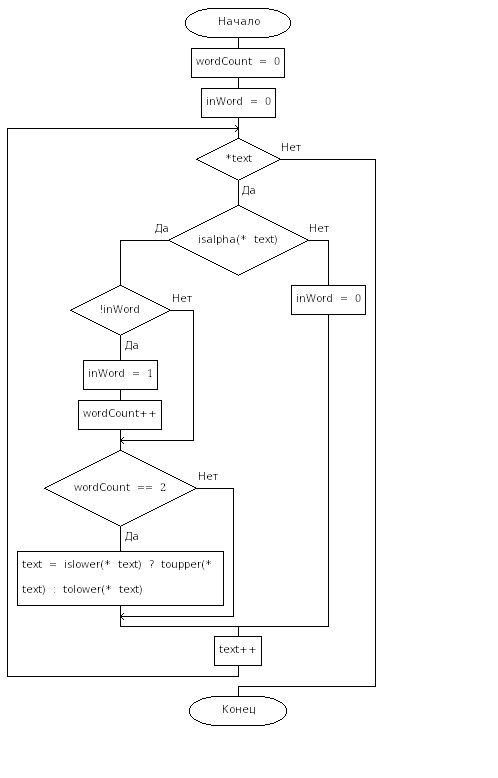 Начало
wordCount = 0
inWord = 0
*text
Нет
Да
Да
isalpha(* text)
Нет
inWord = 0
!inWord
Нет
Да
inWord = 1
wordCount++
wordCount == 2
Нет
Да
text = islower(* text) ? toupper(*
text) : tolower(* text)
text++
Конец